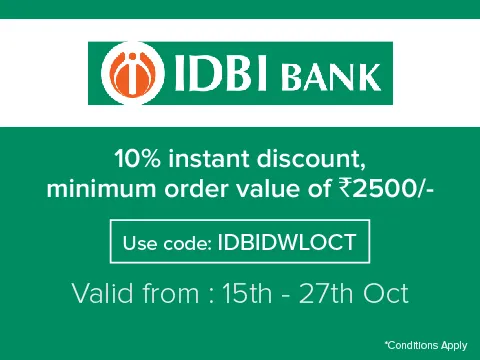 IDBI BANK
10% instant discount,
minimum order value of ₹2500/-
Use code: IDBIDWLOCT
Valid from : 15th - 27th Oct
*Conditions Apply